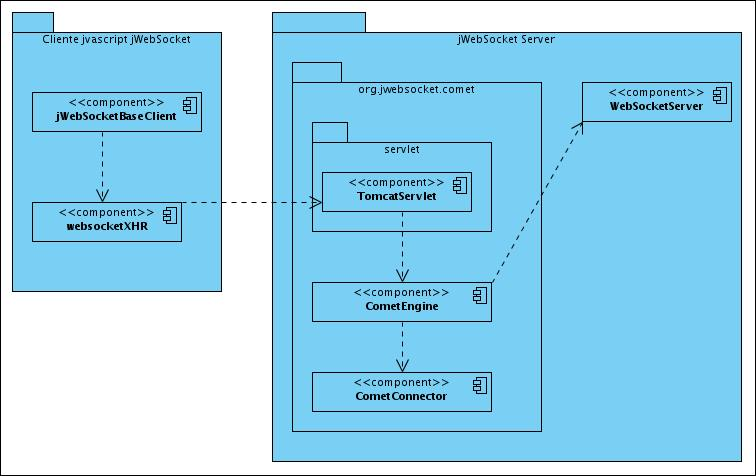 Cliente jvascript jWebSocket
<<component>>
jWebSocketBaseClient
<<component>>
websocketXHR
jWebSocket Server
org.jwebsocket.comet
servlet
<<component>>
TomcatServlet
<<component>>
CometEngine
<<component>>
CometConnector
<<component>>
WebSocketServer